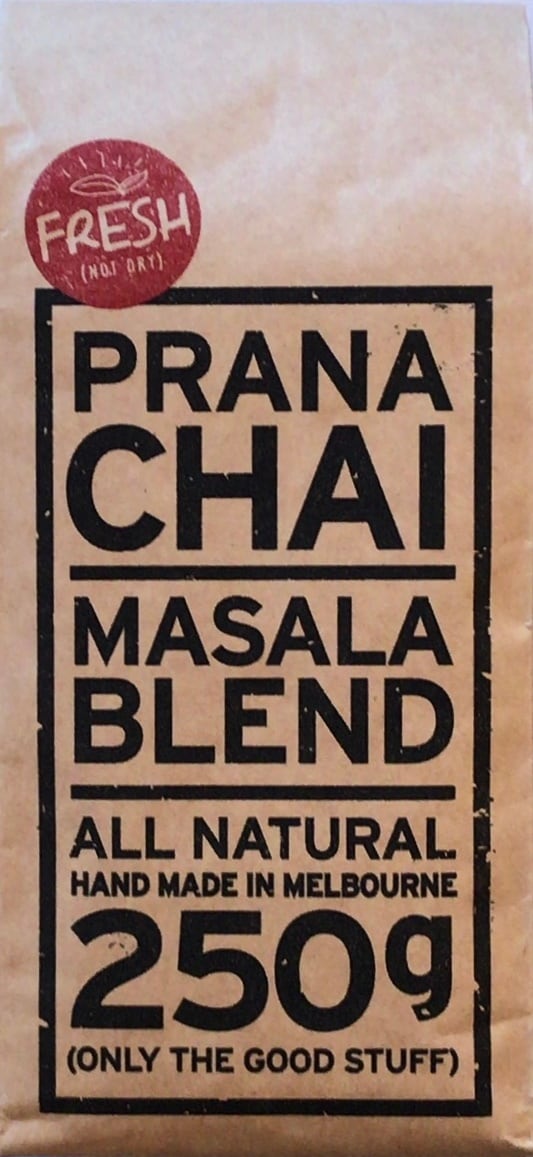 FRESH
(NOT DRY)
PRANA
CHAI
MASALA
BLEND
ALL NATURAL
HAND MADE IN MELBOURNE
250g
(ONLY THE GOOD STUFF)